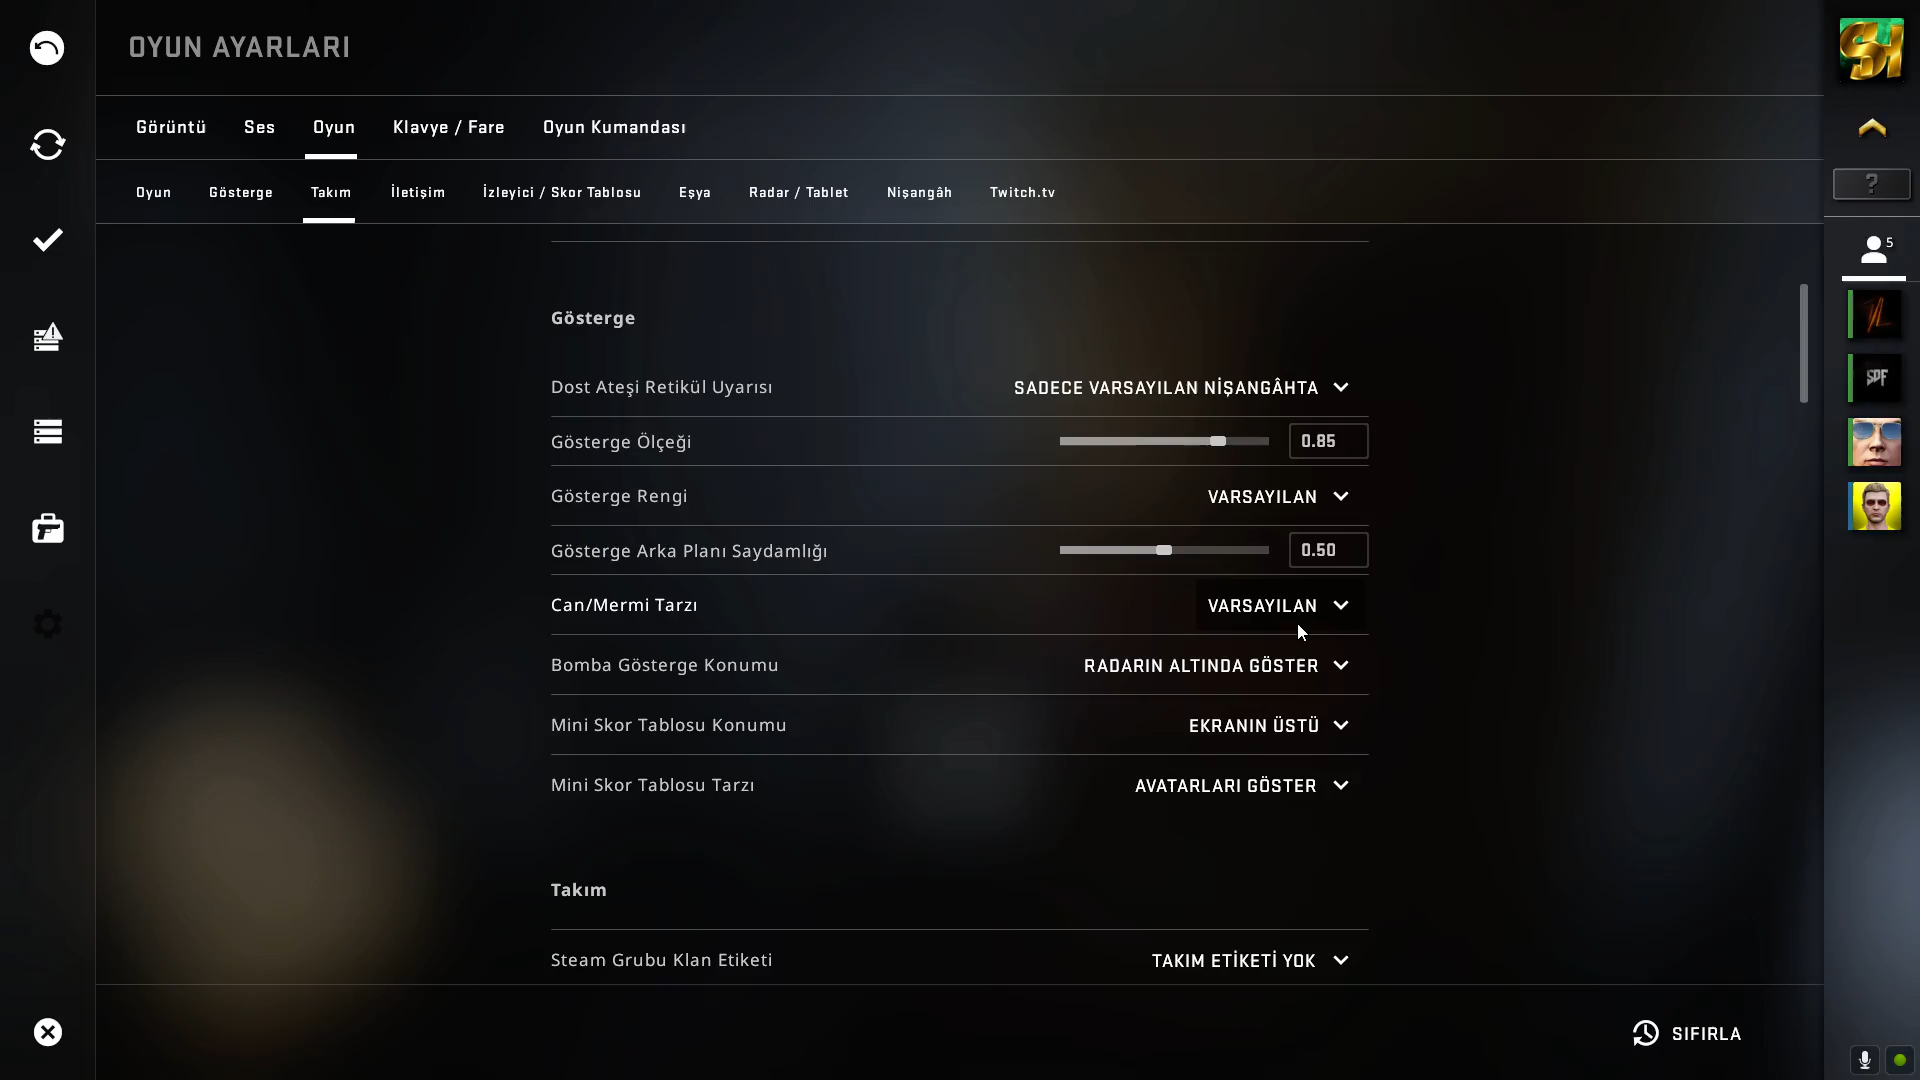 OYUN AYARLARI
Görüntü Ses Oyun Klavye / Fare Oyun Kumandası
Oyun Gösterge Takım İletişim İzleyici / Skor Tablosu Eşya Radar / Tablet Nişangâh Twitch.tv
?
5
Gösterge
Dost Ateşi Retikül Uyarısı SADECE VARSAYILAN NİŞANGÂHTA
Gösterge Ölçeği 0.85
Gösterge Rengi VARSAYILAN
Gösterge Arka Planı Saydamlığı 0.50
Can/Mermi Tarzı VARSAYILAN
Bomba Gösterge Konumu RADARIN ALTINDA GÖSTER
Mini Skor Tablosu Konumu EKRANIN ÜSTÜ
Mini Skor Tablosu Tarzı AVATARLARI GÖSTER
Takım
Steam Grubu Klan Etiketi TAKIM ETİKETİ YOK
SIFIRLA